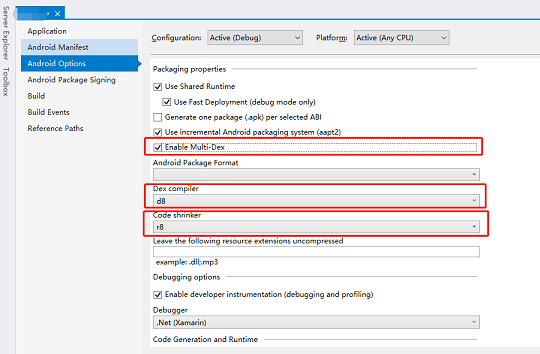 Server Explorer
Toolbox
Application
Android Manifest
Android Options
Android Package Signing
Build
Build Events
Reference Paths
Configuration: Active (Debug) Platform: Active (Any CPU)
Packaging properties
Use Shared Runtime
Use Fast Deployment (debug mode only)
Generate one package (.apk) per selected ABI
Use incremental Android packaging system (aapt2)
Enable Multi-Dex
Android Package Format
Dex compiler
d8
Code shrinker
r8
Leave the following resource extensions uncompressed
example: .dll;.mp3
Debugging options
Enable developer instrumentation (debugging and profiling)
Debugger
.Net (Xamarin)
Code Generation and Runtime